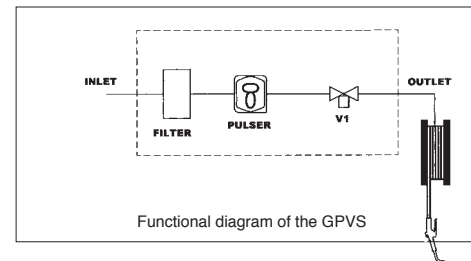 INLET
OUTLET
FILTER
PULSER
V1
Functional diagram of the GPVS